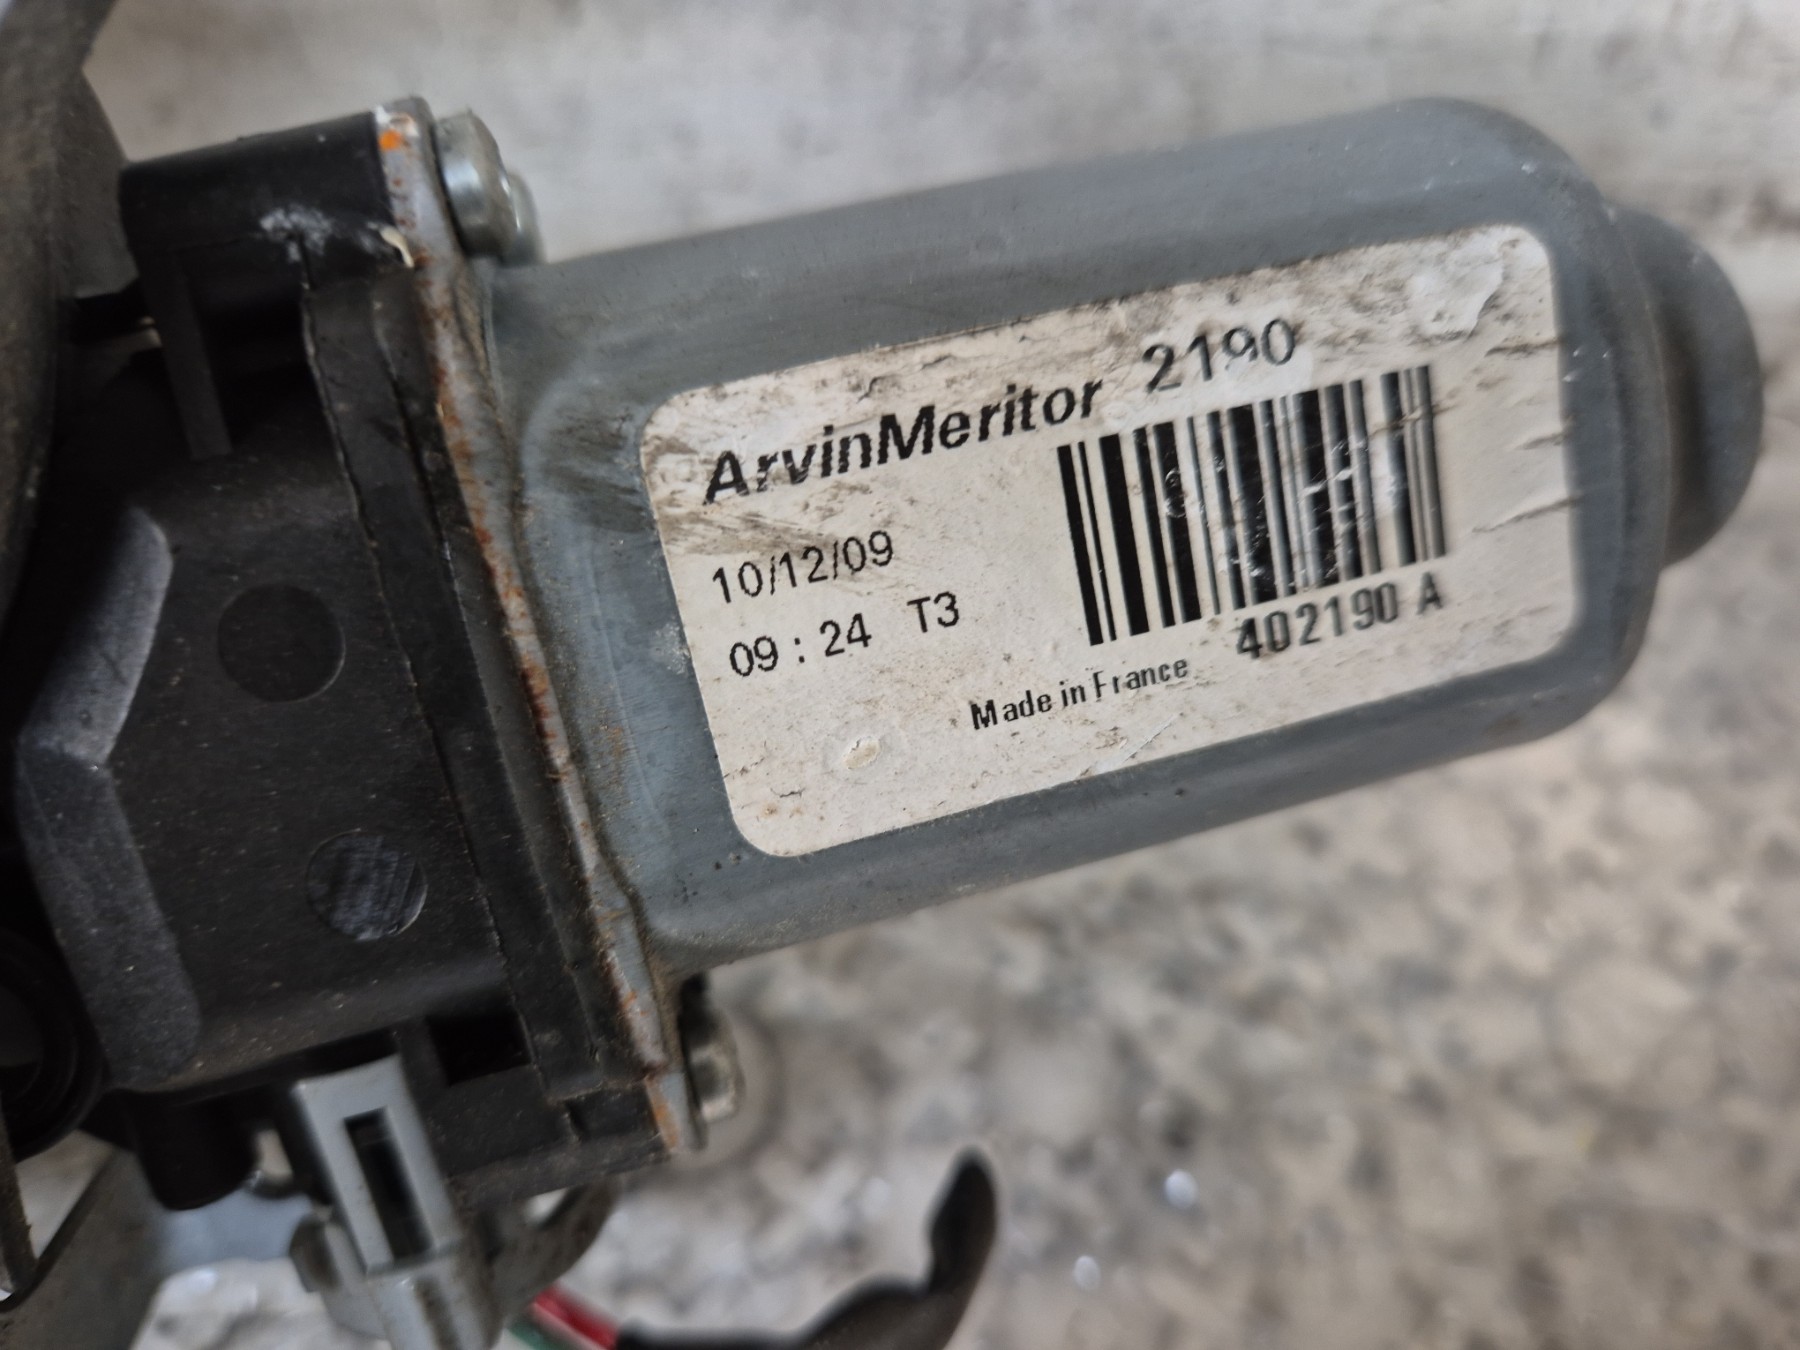 ArvinMeritor 2190
10/12/09
09 : 24 T3
402190 A
Made in France